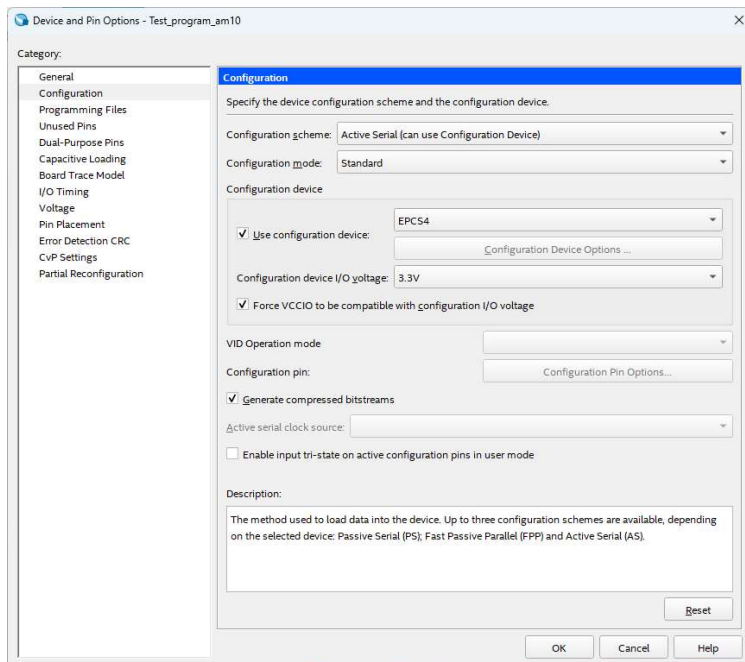 Device and Pin Options - Test_program_am10
Category:
General
Configuration
Programming Files
Unused Pins
Dual-Purpose Pins
Capacitive Loading
Board Trace Model
I/O Timing
Voltage
Pin Placement
Error Detection CRC
CvP Settings
Partial Reconfiguration
Configuration
Specify the device configuration scheme and the configuration device.
Configuration scheme: Active Serial (can use Configuration Device)
Configuration mode: Standard
Configuration device
EPCS4
Use configuration device:
Configuration Device Options ...
Configuration device I/O voltage: 3.3V
Force VCCIO to be compatible with configuration I/O voltage
VID Operation mode
Configuration pin: Configuration Pin Options...
Generate compressed bitstreams
Active serial clock source:
Enable input tri-state on active configuration pins in user mode
Description:
The method used to load data into the device. Up to three configuration schemes are available, depending
on the selected device: Passive Serial (PS); Fast Passive Parallel (FPP) and Active Serial (AS).
Reset
OK Cancel Help